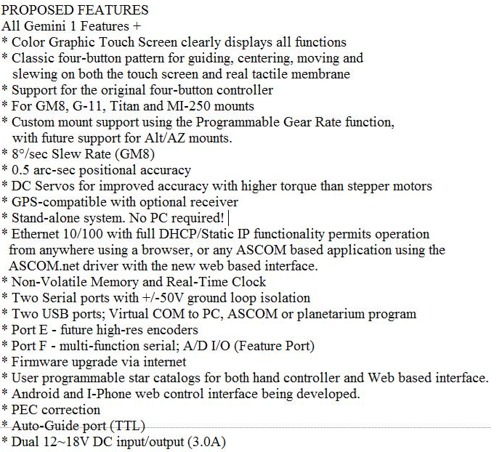 PROPOSED FEATURES
All Gemini 1 Features +
* Color Graphic Touch Screen clearly displays all functions
* Classic four-button pattern for guiding, centering, moving and
slewing on both the touch screen and real tactile membrane
* Support for the original four-button controller
* For GM8, G-11, Titan and MI-250 mounts
* Custom mount support using the Programmable Gear Rate function,
with future support for Alt/AZ mounts.
* 8°/sec Slew Rate (GM8)
* 0.5 arc-sec positional accuracy
* DC Servos for improved accuracy with higher torque than stepper motors
* GPS-compatible with optional receiver
* Stand-alone system. No PC required!
* Ethernet 10/100 with full DHCP/Static IP functionality permits operation
from anywhere using a browser, or any ASCOM based application using the
ASCOM.net driver with the new web based interface.
* Non-Volatile Memory and Real-Time Clock
* Two Serial ports with +/-50V ground loop isolation
* Two USB ports; Virtual COM to PC, ASCOM or planetarium program
* Port E - future high-res encoders
* Port F - multi-function serial; A/D I/O (Feature Port)
* Firmware upgrade via internet
* User programmable star catalogs for both hand controller and Web based interface.
* Android and I-Phone web control interface being developed.
* PEC correction
* Auto-Guide port (TTL)
* Dual 12~18V DC input/output (3.0A)